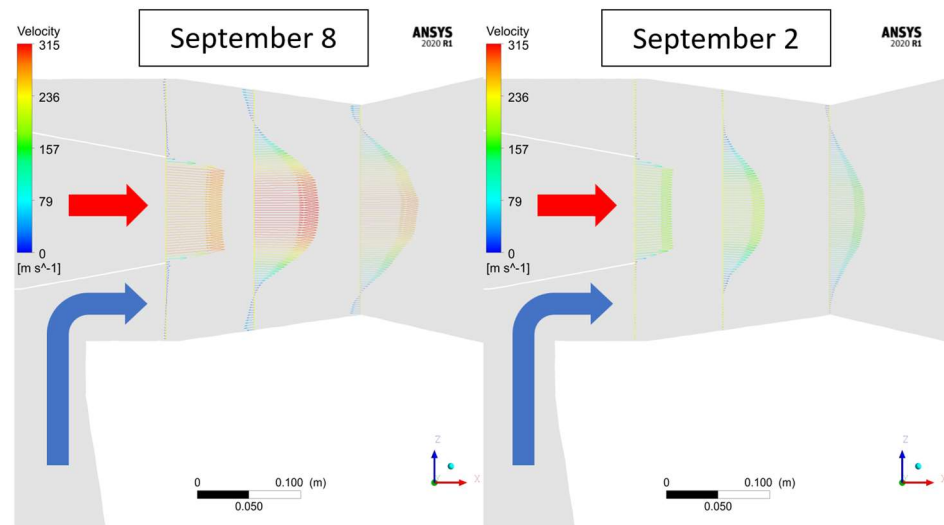 September 8
Velocity
315
236
157
79
0
[m s^-1]
ANSYS
2020 R1
0
0.100 (m)
0.050
Z
Y
X
September 2
Velocity
315
236
157
79
0
[m s^-1]
ANSYS
2020 R1
0
0.100 (m)
0.050
Z
Y
X